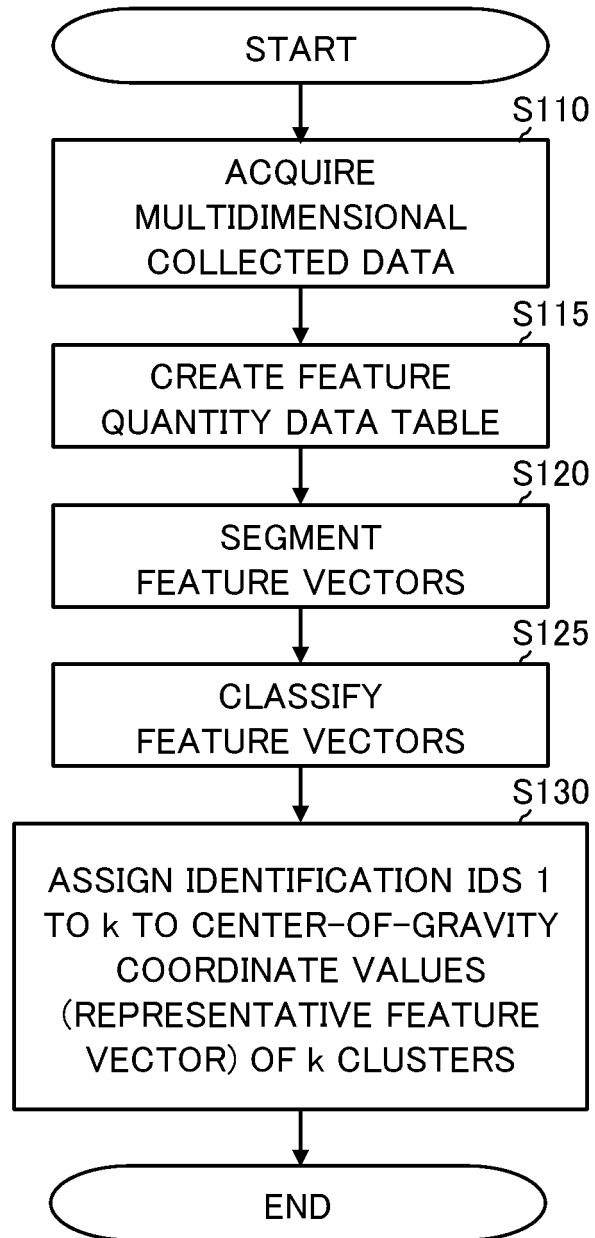 START
S110
ACQUIRE
MULTIDIMENSIONAL
COLLECTED DATA
S115
CREATE FEATURE
QUANTITY DATA TABLE
S120
SEGMENT
FEATURE VECTORS
S125
CLASSIFY
FEATURE VECTORS
S130
ASSIGN IDENTIFICATION IDS 1
TO k TO CENTER-OF-GRAVITY
COORDINATE VALUES
(REPRESENTATIVE FEATURE
VECTOR) OF k CLUSTERS
END